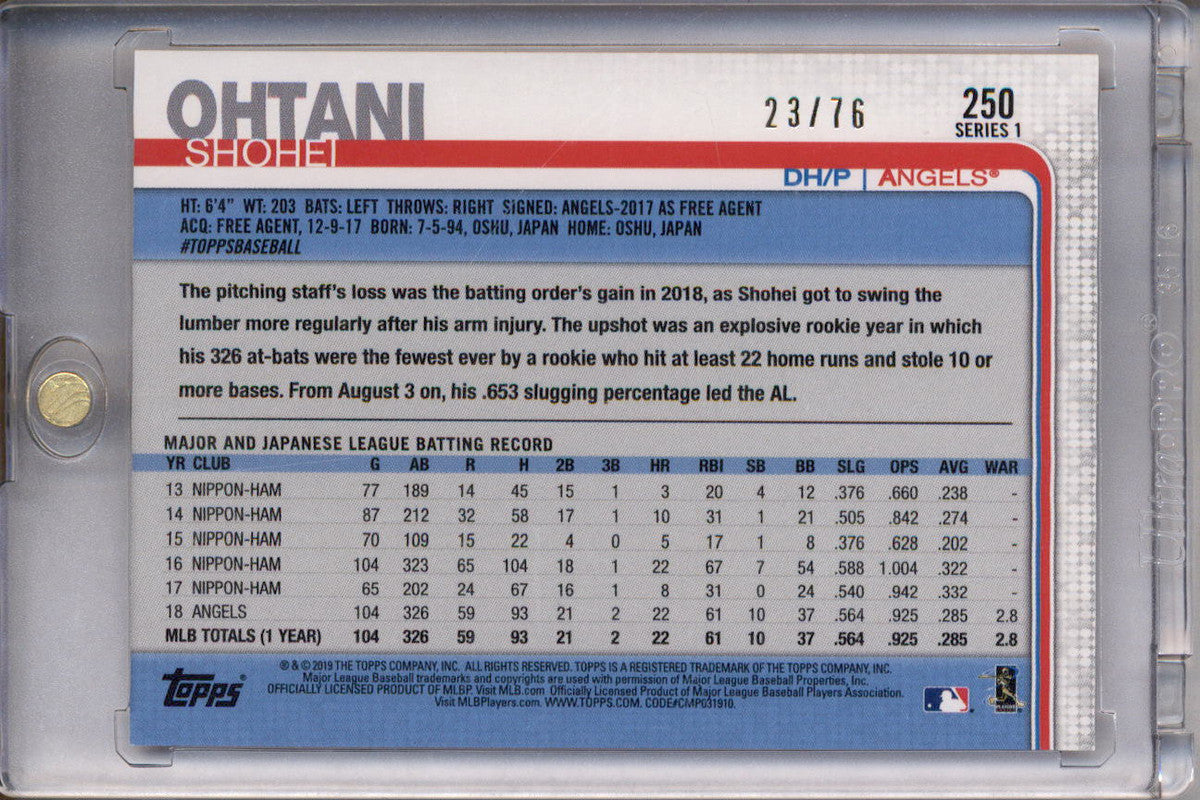 OHTANI
SHOHEI
23/76
250
SERIES 1
DH/P | ANGELS®
HT: 6'4" WT: 203 BATS: LEFT THROWS: RIGHT SIGNED: ANGELS-2017 AS FREE AGENT
ACQ: FREE AGENT, 12-9-17 BORN: 7-5-94, OSHU, JAPAN HOME: OSHU, JAPAN
#TOPPSBASEBALL
The pitching staff's loss was the batting order's gain in 2018, as Shohei got to swing the
lumber more regularly after his arm injury. The upshot was an explosive rookie year in which
his 326 at-bats were the fewest ever by a rookie who hit at least 22 home runs and stole 10 or
more bases. From August 3 on, his .653 slugging percentage led the AL.
MAJOR AND JAPANESE LEAGUE BATTING RECORD
YR CLUB G AB R H 2B 3B HR RBI SB BB SLG OPS AVG WAR
13 NIPPON-HAM 77 189 14 45 15 1 3 20 4 12 .376 .660 .238 -
14 NIPPON-HAM 87 212 32 58 17 1 10 31 1 21 .505 .842 .274 -
15 NIPPON-HAM 70 109 15 22 4 0 5 17 1 8 .376 .628 .202 -
16 NIPPON-HAM 104 323 65 104 18 1 22 67 7 54 .588 1.004 .322 -
17 NIPPON-HAM 65 202 24 67 16 1 8 31 0 24 .540 .942 .332 -
18 ANGELS 104 326 59 93 21 2 22 61 10 37 .564 .925 .285 2.8
MLB TOTALS (1 YEAR) 104 326 59 93 21 2 22 61 10 37 .564 .925 .285 2.8
topps®
® & © 2019 THE TOPPS COMPANY, INC. ALL RIGHTS RESERVED. TOPPS IS A REGISTERED TRADEMARK OF THE TOPPS COMPANY, INC.
Major League Baseball trademarks and copyrights are used with permission of Major League Baseball Properties, Inc.
OFFICIALLY LICENSED PRODUCT OF MLBP. Visit MLB.com Officially Licensed Product of Major League Baseball Players Association.
Visit MLBPlayers.com. WWW.TOPPS.COM. CODE#CMP031910.